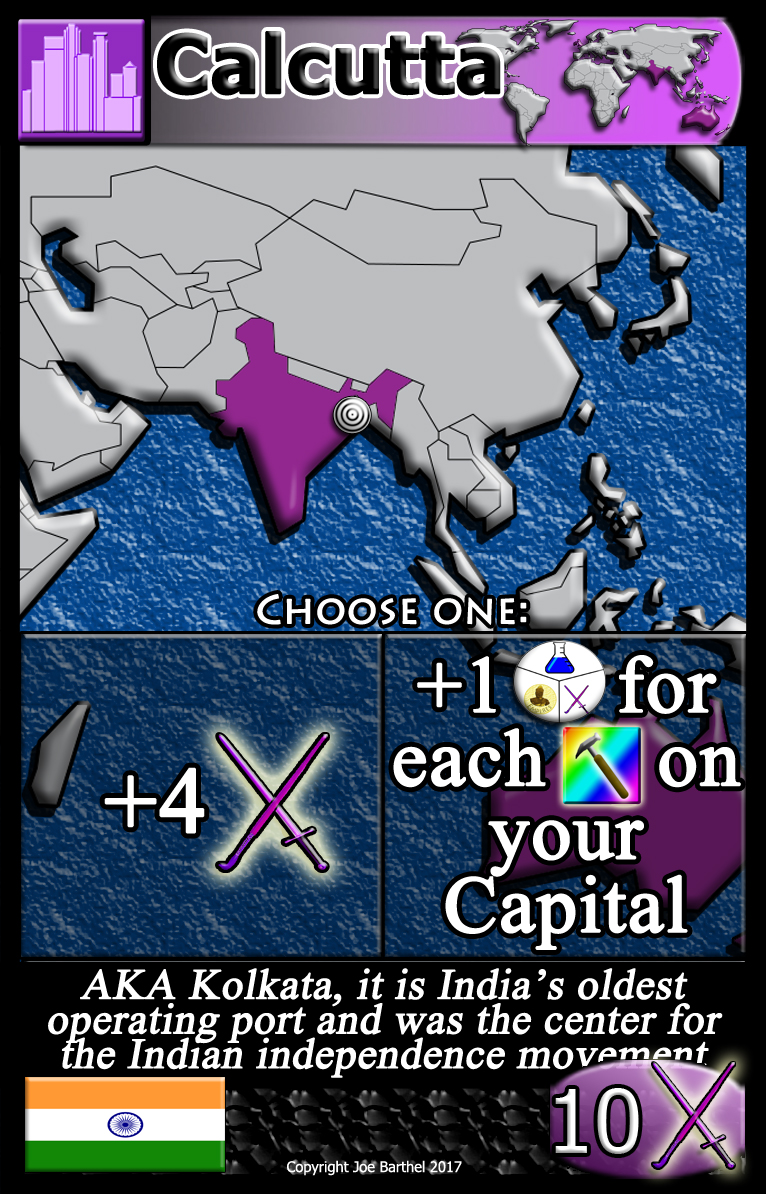 Calcutta
CHOOSE ONE:
+4
+1 for
each on
your
Capital
AKA Kolkata, it is India's oldest
operating port and was the center for
the Indian independence movement
10
Copyright Joe Barthel 2017